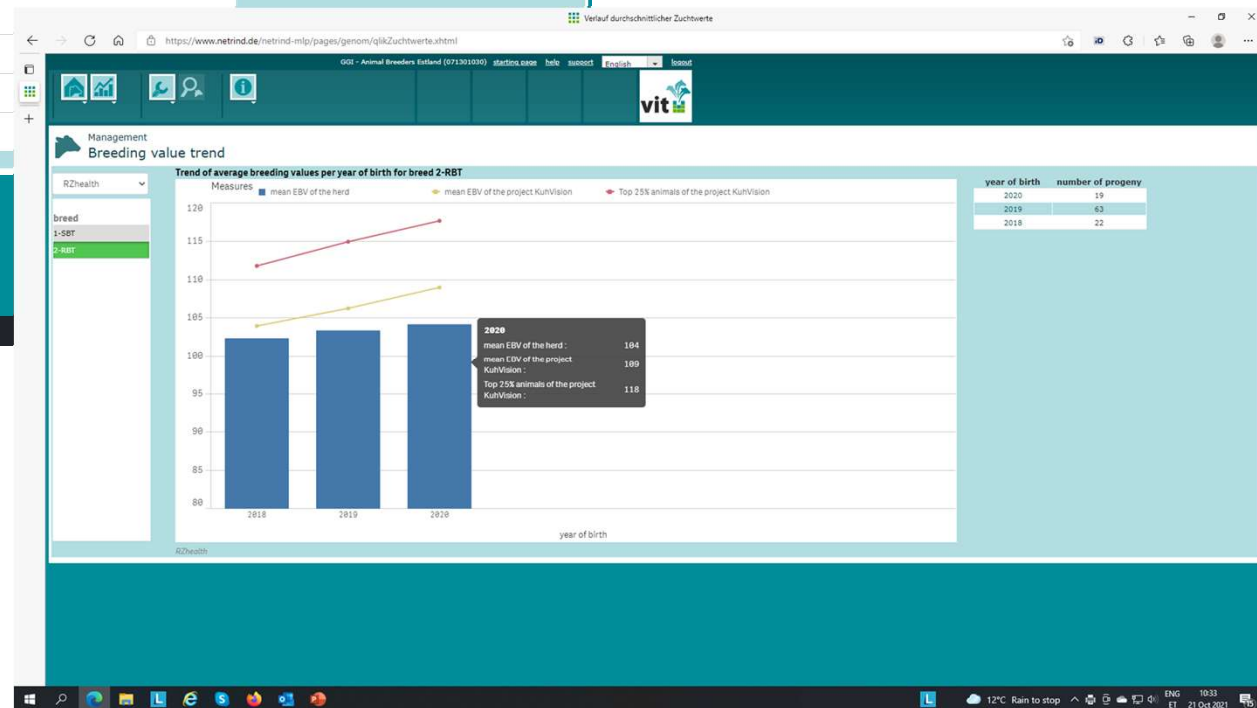 Verlauf durchschnittlicher Zuchtwerte
https://www.netrind.de/netrind-mlp/pages/genom/qlikZuchtwerte.xhtml
GGI - Animal Breeders Estland (071301030) starting page help support English logout
vit
Management
Breeding value trend
RZhealth
breed
1-SBT
2-RBT
Trend of average breeding values per year of birth for breed 2-RBT
Measures mean EBV of the herd mean EBV of the project KuhVision Top 25% animals of the project KuhVision
120
115
110
105
100
95
90
85
80
2018 2019 2020
year of birth
RZhealth
2020
mean EBV of the herd : 104
mean EBV of the project KuhVision : 109
Top 25% animals of the project KuhVision : 118
year of birth number of progeny
2020 19
2019 63
2018 22
12°C Rain to stop ENG 10:33
ET 21 Oct 2021